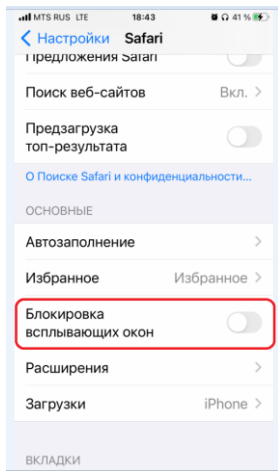 MTS RUS LTE 18:43 41 %
Настройки Safari
Предложения Safari
Поиск веб-сайтов Вкл.
Предзагрузка
топ-результата
О Поиске Safari и конфиденциальности...
ОСНОВНЫЕ
Автозаполнение
Избранное Избранное
Блокировка
всплывающих окон
Расширения
Загрузки iPhone
ВКЛАДКИ